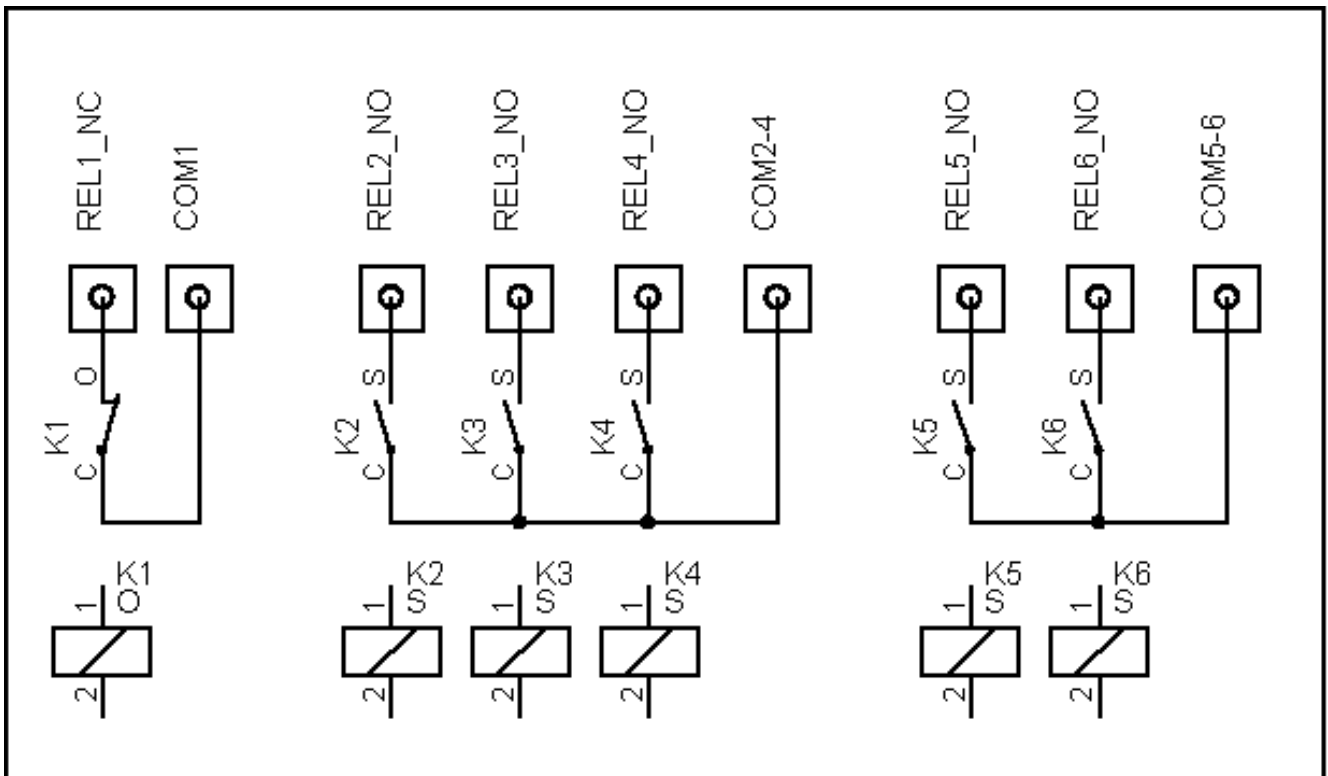 REL1_NC
COM1
REL2_NO
REL3_NO
REL4_NO
COM2-4
REL5_NO
REL6_NO
COM5-6
O
K1
C
S
K2
C
S
K3
C
S
K4
C
S
K5
C
S
K6
C
1
K1
O
2
1
K2
S
2
1
K3
S
2
1
K4
S
2
1
K5
S
2
1
K6
S
2